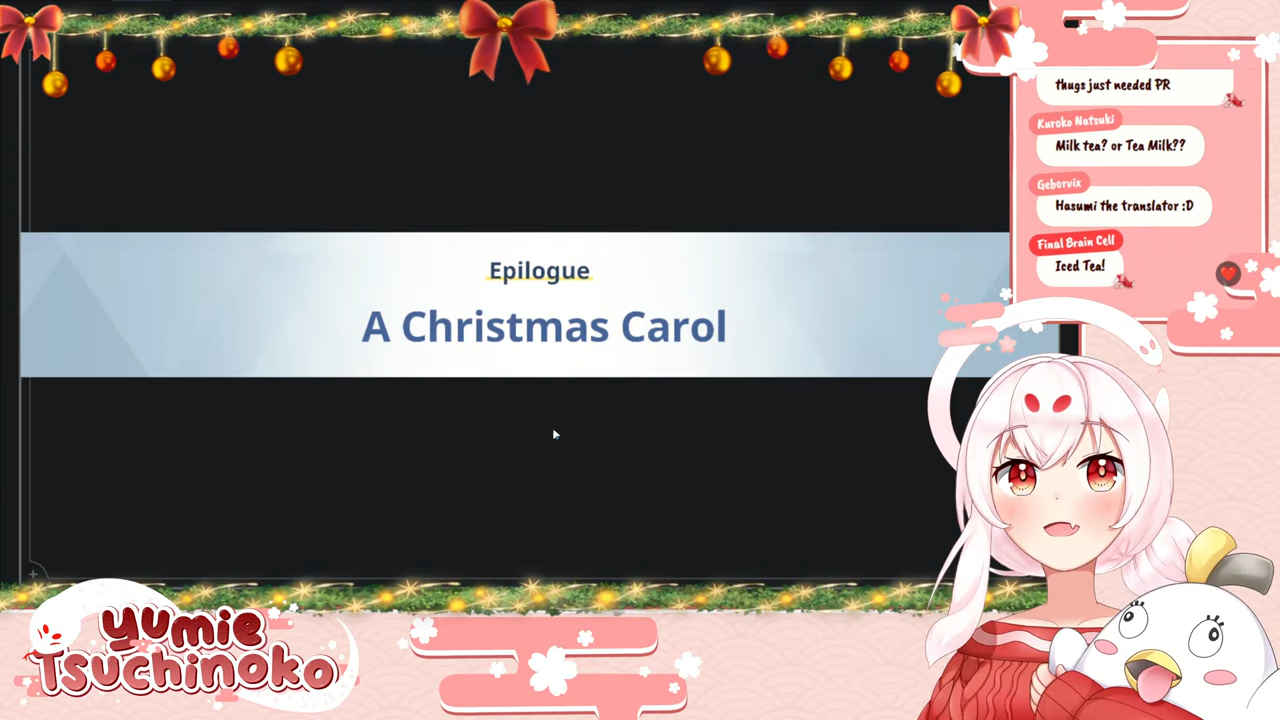 thugs just needed PR
Kuroko Natsuki
Milk tea? or Tea Milk??
Geborvix
Hasumi the translator :D
Final Brain Cell
Iced Tea!
Epilogue
A Christmas Carol
yumie
Tsuchinoko